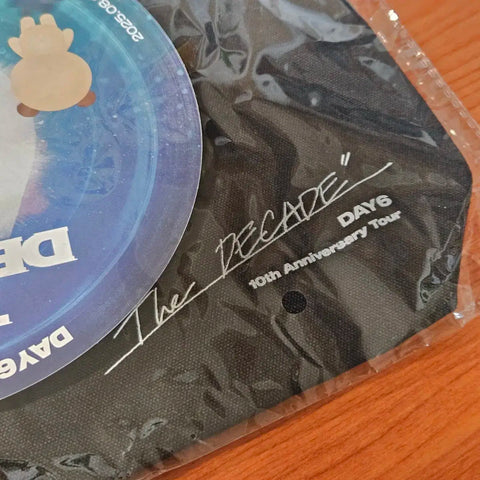 2025.08
The DECADE"
DAY6
10th Anniversary Tour
DE
DAY6